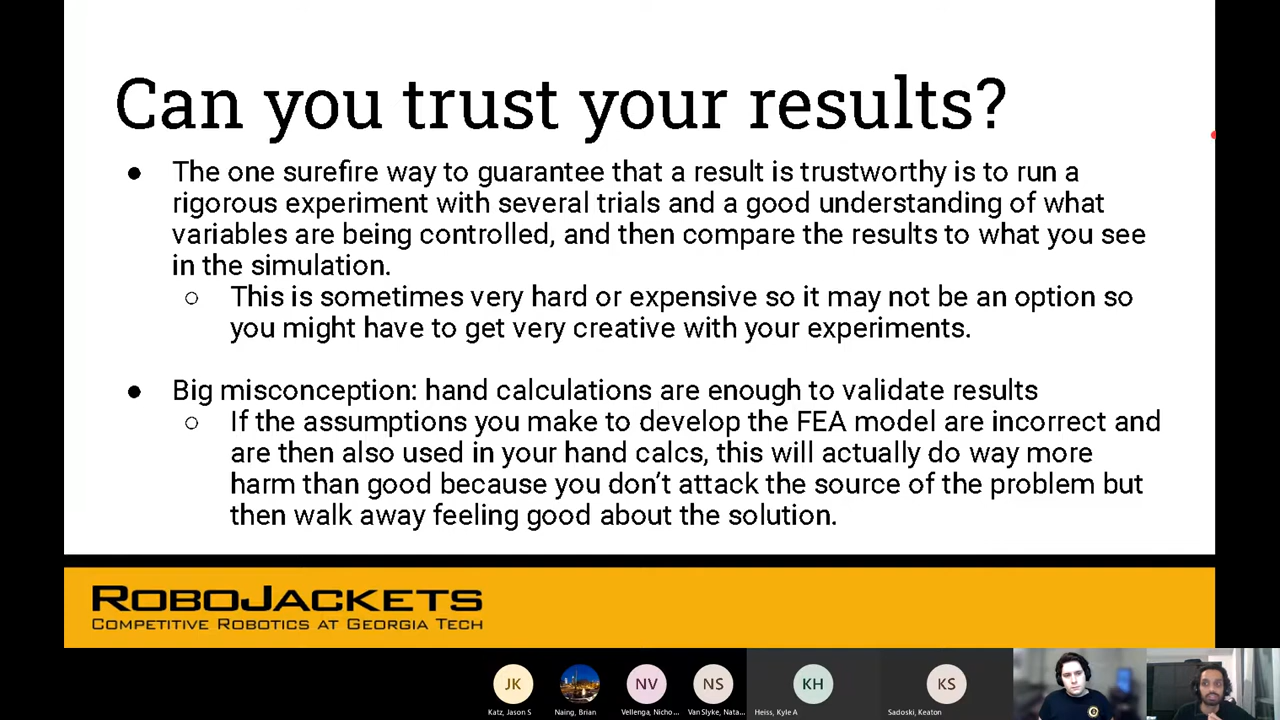 Can you trust your results?
● The one surefire way to guarantee that a result is trustworthy is to run a
rigorous experiment with several trials and a good understanding of what
variables are being controlled, and then compare the results to what you see
in the simulation.
○ This is sometimes very hard or expensive so it may not be an option so
you might have to get very creative with your experiments.
● Big misconception: hand calculations are enough to validate results
○ If the assumptions you make to develop the FEA model are incorrect and
are then also used in your hand calcs, this will actually do way more
harm than good because you don’t attack the source of the problem but
then walk away feeling good about the solution.
ROBOJACKETS
COMPETITIVE ROBOTICS AT GEORGIA TECH
JK NV NS KH KS
Katz, Jason S Naing, Brian Vellenga, Nicho ... Van Slyke, Nata... Heiss, Kyle A Sadoski, Keaton